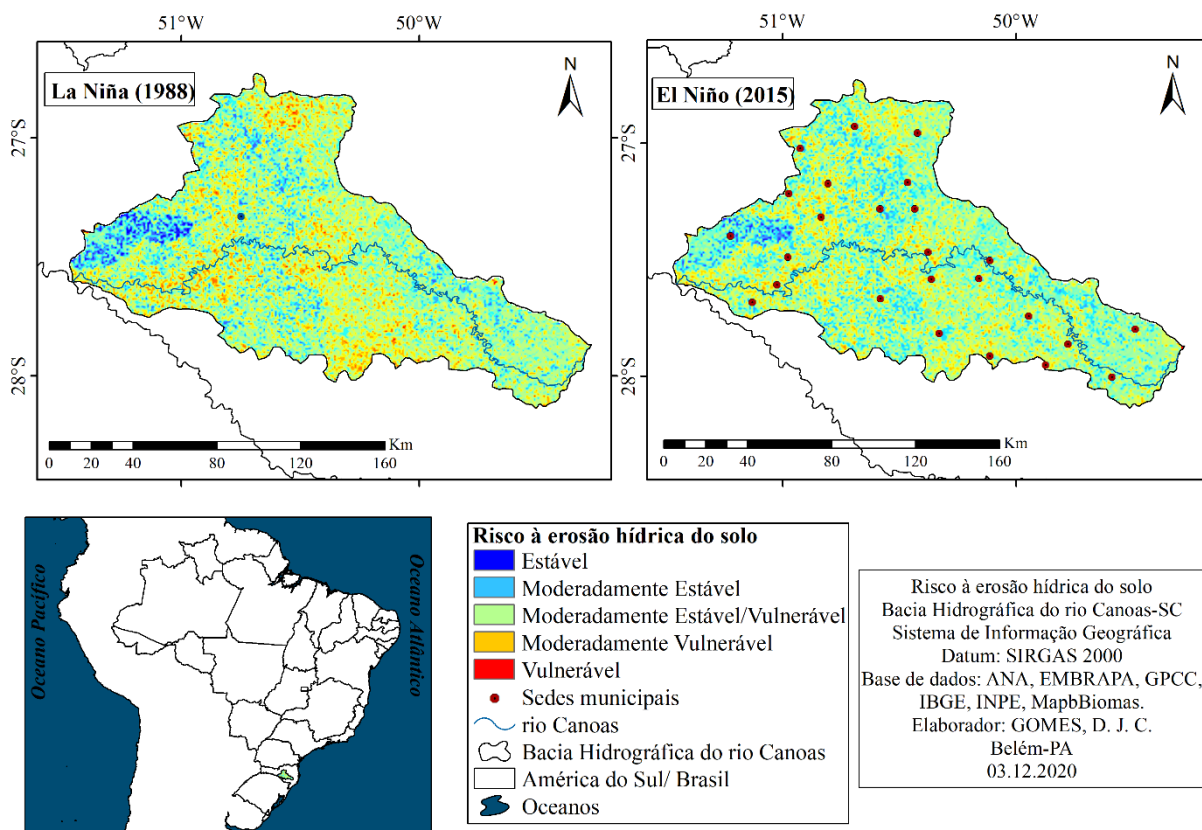 51°W
50°W
51°W
50°W
La Niña (1988)
N
El Niño (2015)
N
27°S
27°S
28°S
28°S
Km
0 20 40 80 120 160
Km
0 20 40 80 120 160
Oceano Pacífico
Oceano Atlântico
Risco à erosão hídrica do solo
Estável
Moderadamente Estável
Moderadamente Estável/Vulnerável
Moderadamente Vulnerável
Vulnerável
Sedes municipais
rio Canoas
Bacia Hidrográfica do rio Canoas
América do Sul/ Brasil
Oceanos
Risco à erosão hídrica do solo
Bacia Hidrográfica do rio Canoas-SC
Sistema de Informação Geográfica
Datum: SIRGAS 2000
Base de dados: ANA, EMBRAPA, GPCC,
IBGE, INPE, MapbBiomas.
Elaborador: GOMES, D. J. C.
Belém-PA
03.12.2020